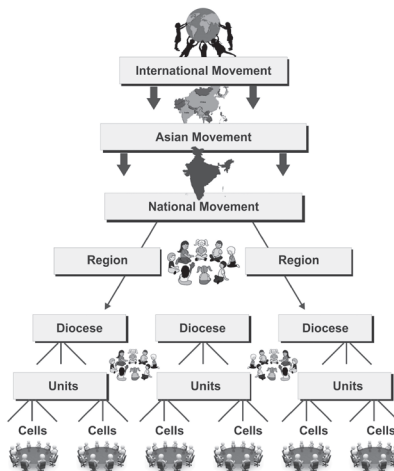 International Movement
Asian Movement
National Movement
Region Region
Diocese Diocese Diocese
Units Units Units
Cells Cells Cells Cells Cells Cells